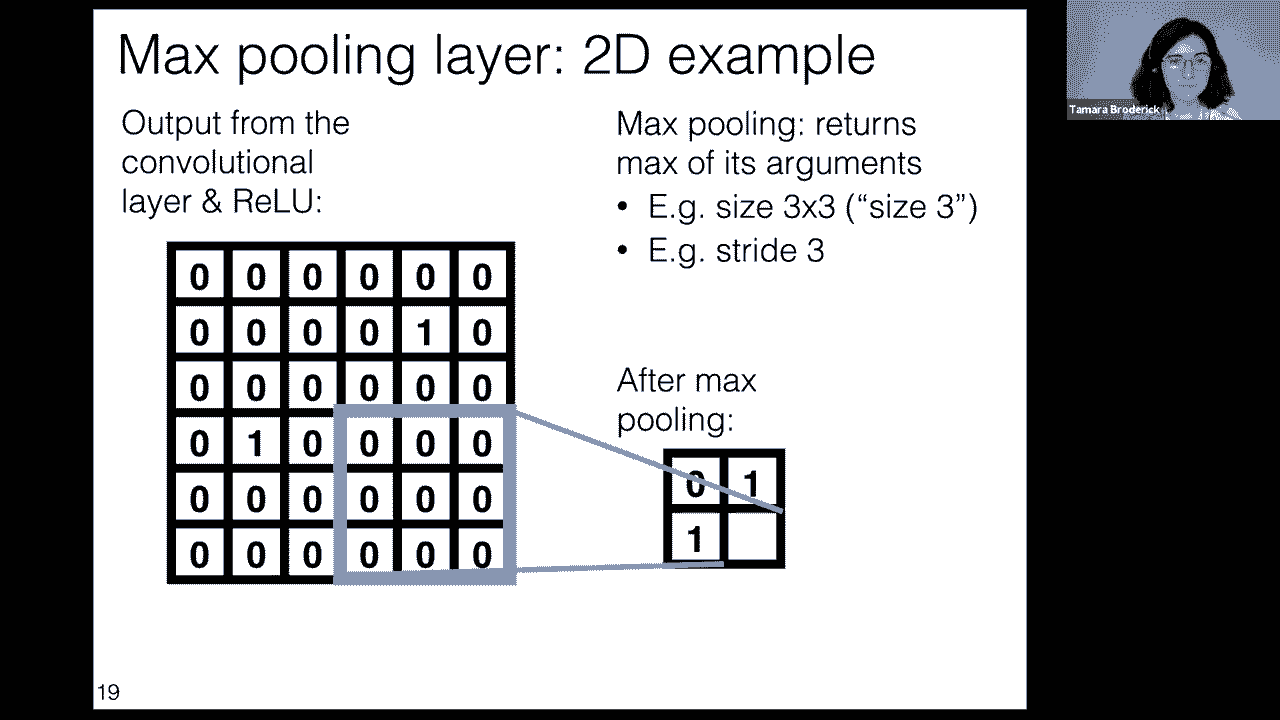 Max pooling layer: 2D example
Tamara Broderick
Output from the
convolutional
layer & ReLU:
Max pooling: returns
max of its arguments
• E.g. size 3x3 (“size 3”)
• E.g. stride 3
0 0 0 0 0 0
0 0 0 0 1 0
0 0 0 0 0 0
0 1 0 0 0 0
0 0 0 0 0 0
0 0 0 0 0 0
After max
pooling:
0 1
1
19